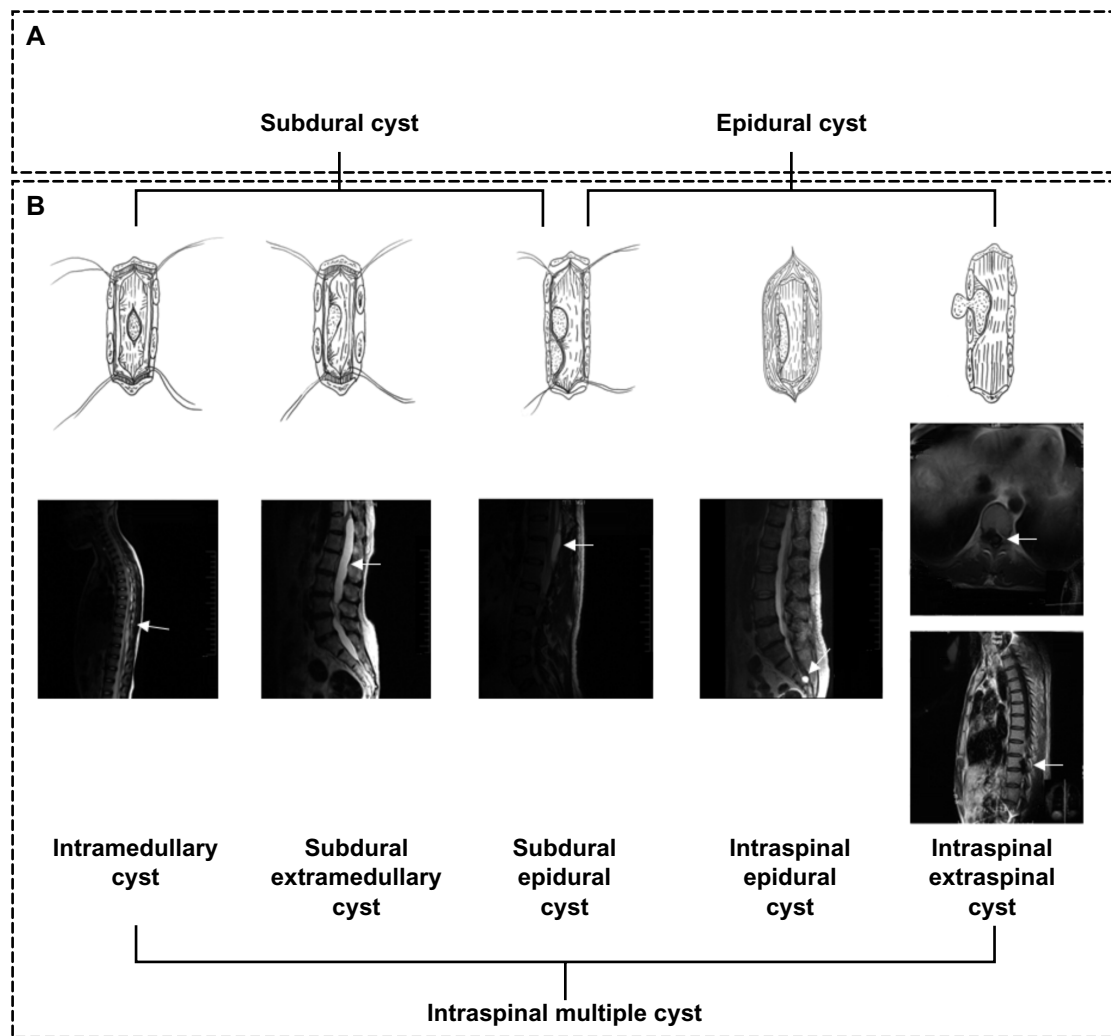 A
Subdural cyst
Epidural cyst
B
Intramedullary
cyst
Subdural
extramedullary
cyst
Subdural
epidural
cyst
Intraspinal
epidural
cyst
Intraspinal
extraspinal
cyst
Intraspinal multiple cyst